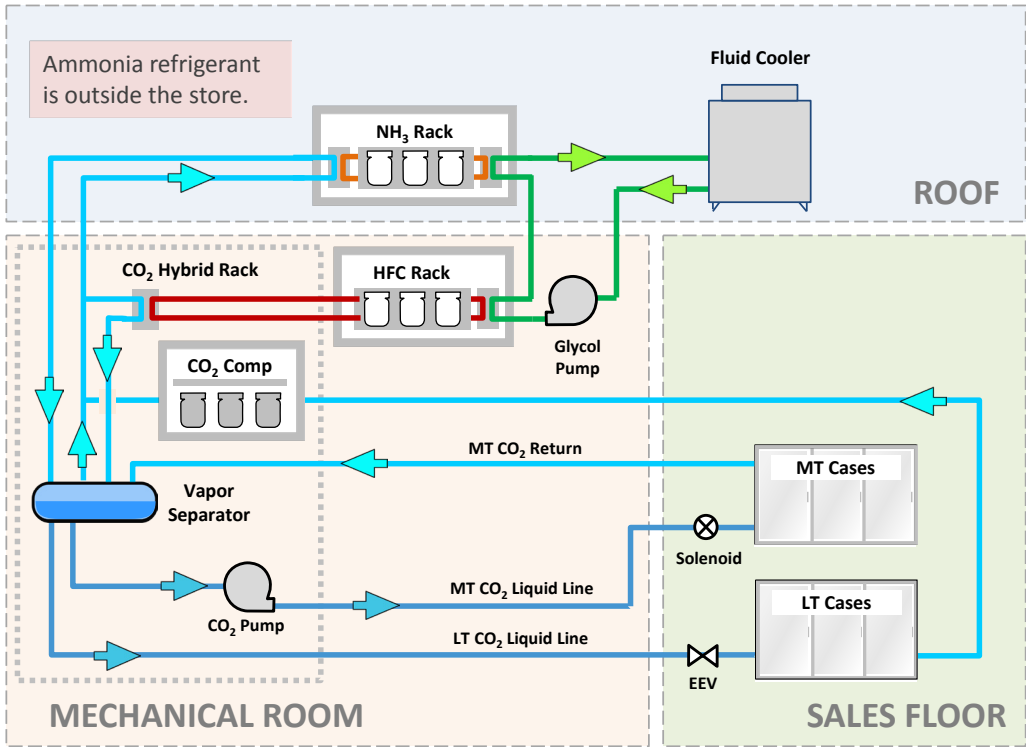 Ammonia refrigerant
is outside the store.
Fluid Cooler
NH₃ Rack
ROOF
CO₂ Hybrid Rack
HFC Rack
Glycol
Pump
CO₂ Comp
MT CO₂ Return
MT Cases
Vapor
Separator
Solenoid
MT CO₂ Liquid Line
LT Cases
CO₂ Pump
LT CO₂ Liquid Line
EEV
MECHANICAL ROOM
SALES FLOOR